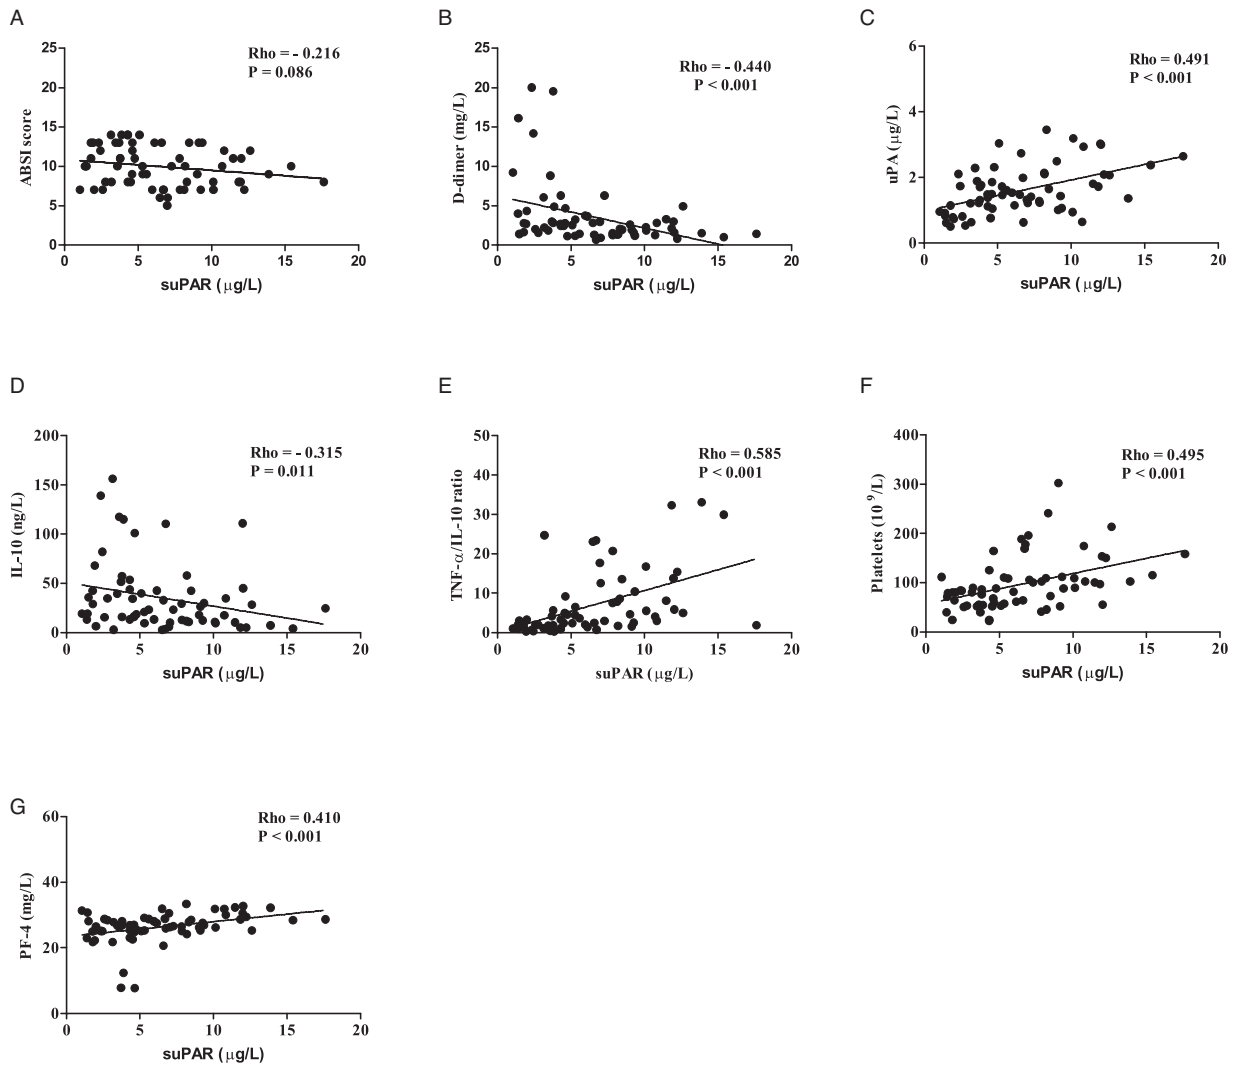 A
Rho = - 0.216
P = 0.086
25
20
15
10
5
0
ABSI score
0 5 10 15 20
suPAR (μg/L)
B
Rho = - 0.440
P < 0.001
25
20
15
10
5
0
D-dimer (mg/L)
0 5 10 15 20
suPAR (μg/L)
C
Rho = 0.491
P < 0.001
6
4
2
0
uPA (μg/L)
0 5 10 15 20
suPAR (μg/L)
D
Rho = - 0.315
P = 0.011
200
150
100
50
0
IL-10 (ng/L)
0 5 10 15 20
suPAR (μg/L)
E
Rho = 0.585
P < 0.001
50
40
30
20
10
0
TNF-α/IL-10 ratio
0 5 10 15 20
suPAR (μg/L)
F
Rho = 0.495
P < 0.001
400
300
200
100
0
Platelets (10 9/L)
0 5 10 15 20
suPAR (μg/L)
G
Rho = 0.410
P < 0.001
60
40
20
0
PF-4 (mg/L)
0 5 10 15 20
suPAR (μg/L)